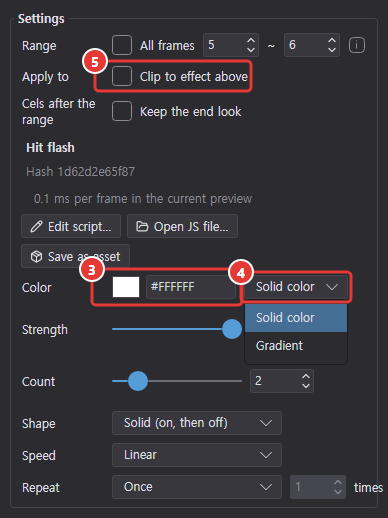 Settings
Range All frames 5 ~ 6 i
5
Apply to Clip to effect above
Cels after the range Keep the end look
Hit flash
Hash 1d62d2e65f87
0.1 ms per frame in the current preview
Edit script... Open JS file...
Save as asset
3 4
Color #FFFFFF Solid color
Solid color
Strength
Gradient
Count 2
Shape Solid (on, then off)
Speed Linear
Repeat Once 1 times